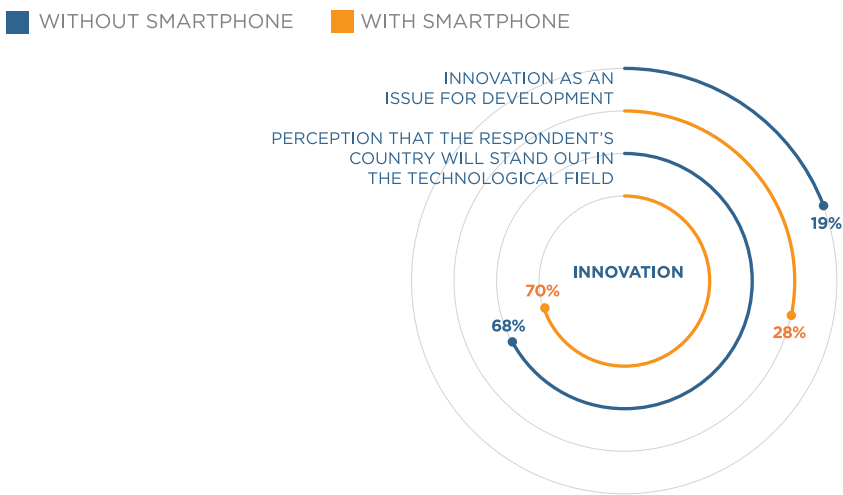 WITHOUT SMARTPHONE
WITH SMARTPHONE
INNOVATION AS AN
ISSUE FOR DEVELOPMENT
PERCEPTION THAT THE RESPONDENT'S
COUNTRY WILL STAND OUT IN
THE TECHNOLOGICAL FIELD
19%
INNOVATION
70%
68%
28%